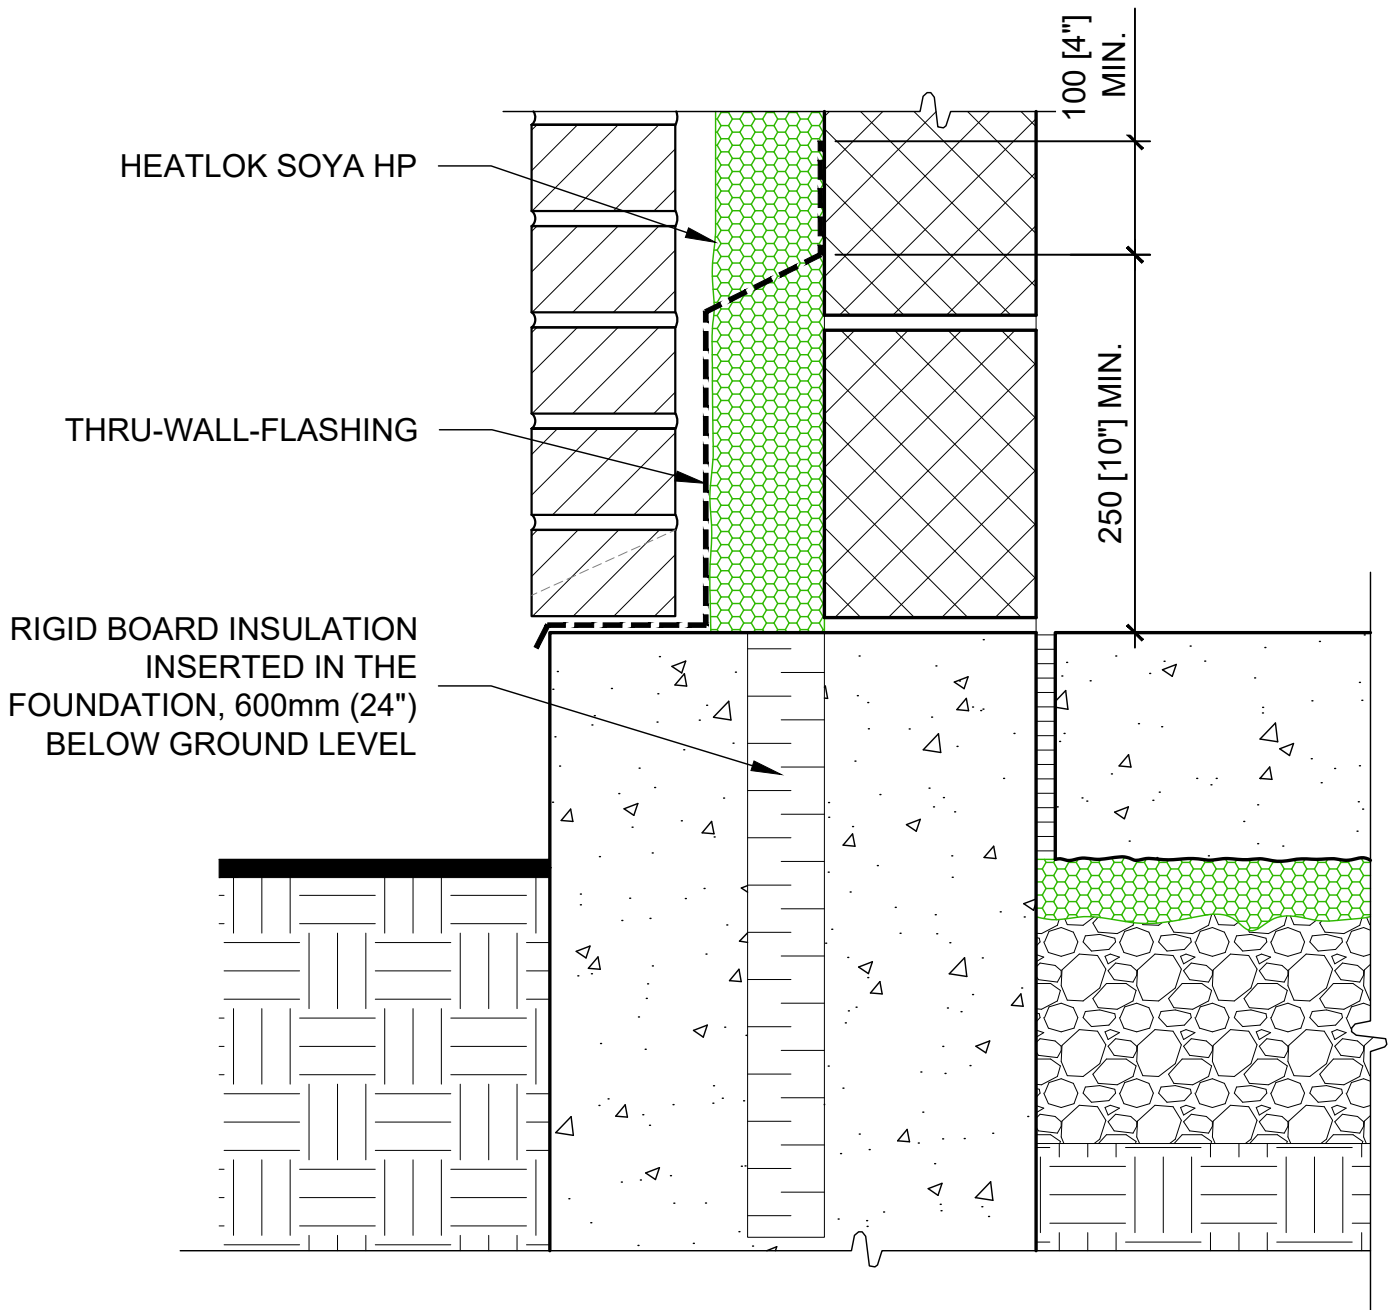 100 [4"]
MIN.
HEATLOK SOYA HP
THRU-WALL-FLASHING
250 [10"] MIN.
RIGID BOARD INSULATION
INSERTED IN THE
FOUNDATION, 600mm (24")
BELOW GROUND LEVEL